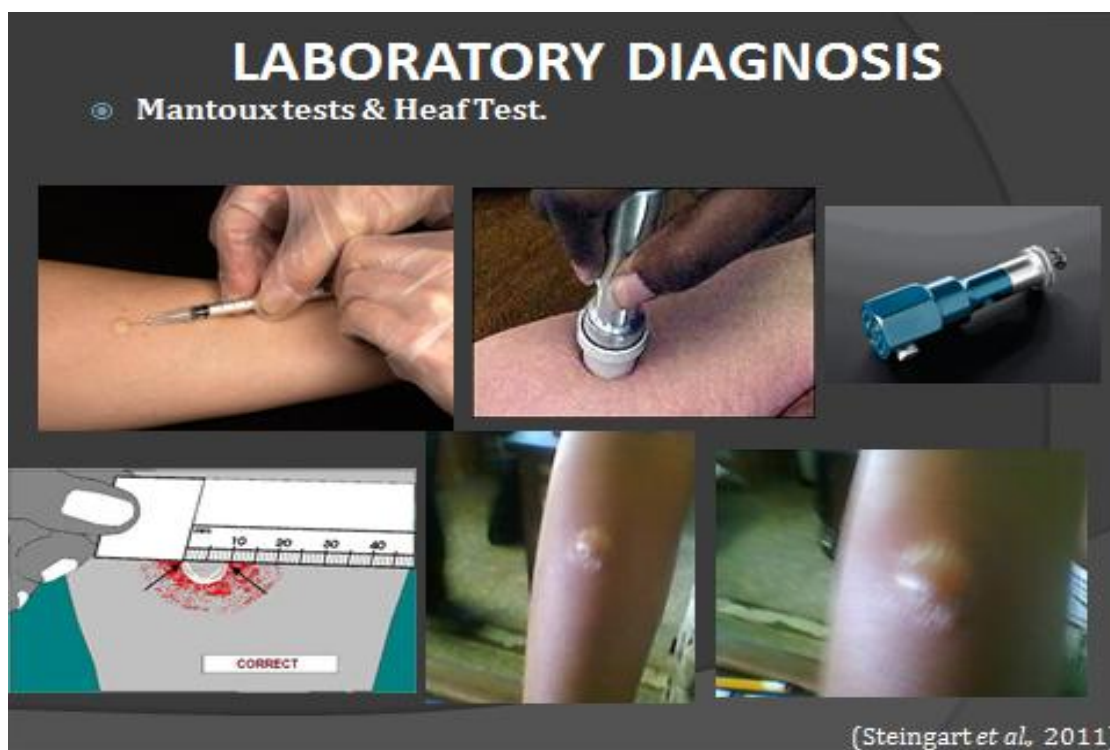 LABORATORY DIAGNOSIS
Mantoux tests & Heaf Test.
10 20 30 40
CORRECT
(Steingart et al., 2011)